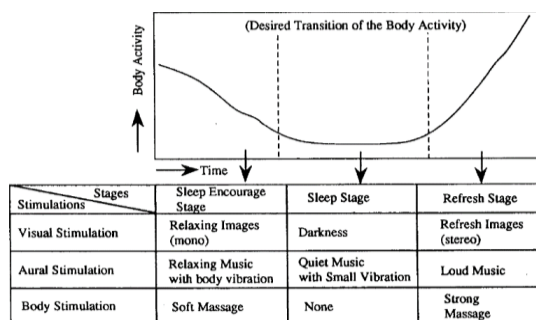 (Desired Transition of the Body Activity)
Body Activity
Time
Stages
Stimulations
Sleep Encourage
Stage
Sleep Stage
Refresh Stage
Visual Stimulation
Relaxing Images
(mono)
Darkness
Refresh Images
(stereo)
Aural Stimulation
Relaxing Music
with body vibration
Quiet Music
with Small Vibration
Loud Music
Body Stimulation
Soft Massage
None
Strong
Massage